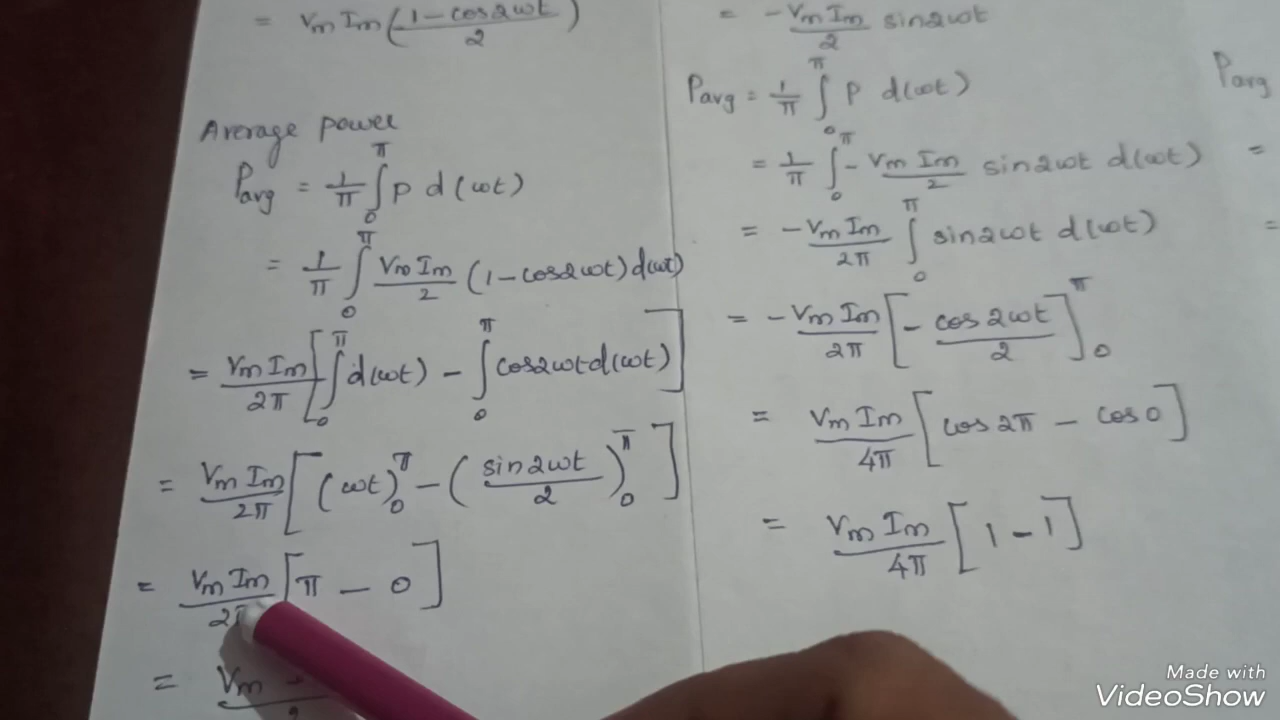 = Vm Im (1 - cos2ωt / 2)
Average power
Pavg = 1/π ∫₀^π p d(ωt)
= 1/π ∫₀^π Vm Im / 2 (1 - cos2ωt) d(ωt)
= Vm Im / 2π [ ∫₀^π d(ωt) - ∫₀^π cos2ωt d(ωt) ]
= Vm Im / 2π [ (ωt)₀^π - ( sin2ωt / 2 )₀^π ]
= Vm Im / 2π [ π - 0 ]
= Vm
= - Vm Im / 2 sin2ωt
Pavg = 1/π ∫₀^π p d(ωt)
= 1/π ∫₀^π - Vm Im / 2 sin2ωt d(ωt)
= - Vm Im / 2π ∫₀^π sin2ωt d(ωt)
= - Vm Im / 2π [ - cos2ωt / 2 ]₀^π
= Vm Im / 4π [ cos2π - cos0 ]
= Vm Im / 4π [ 1 - 1 ]
Pavg
=
=
Made with
VideoShow